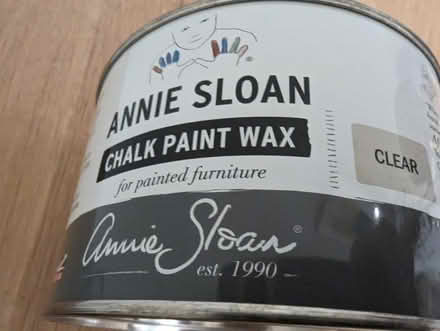 ANNIE SLOAN
CHALK PAINT WAX
for painted furniture
CLEAR
Annie Sloan®
est. 1990